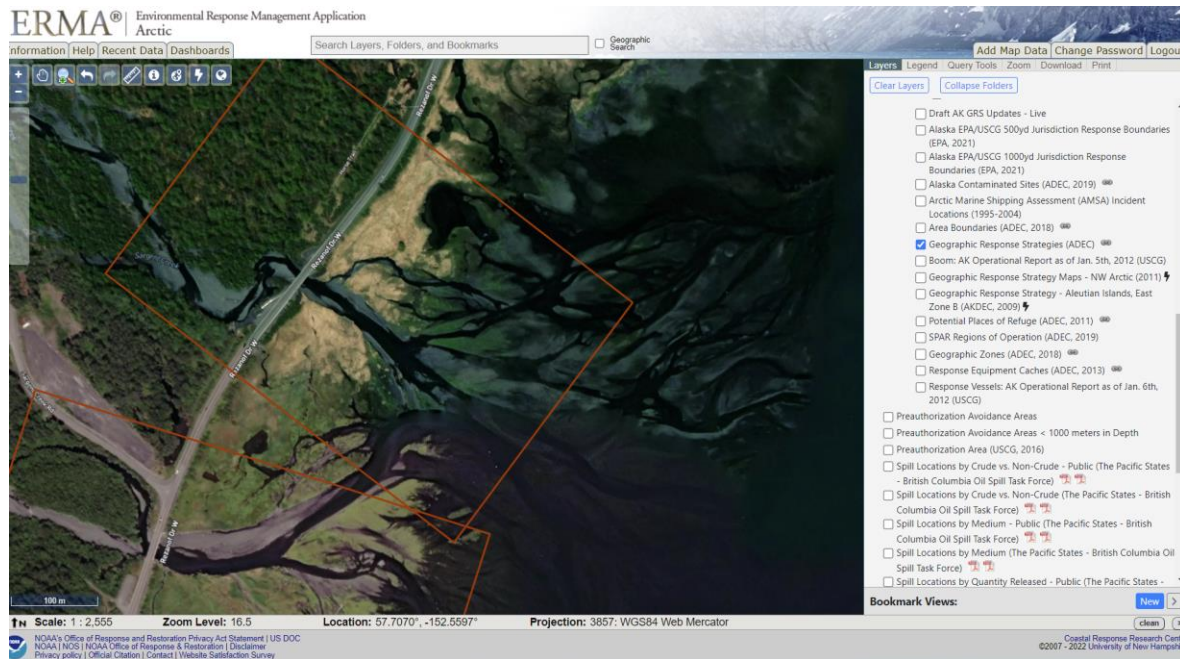 ERMA® Environmental Response Management Application
Arctic
Search Layers, Folders, and Bookmarks
Geographic
Search
nformation Help Recent Data Dashboards
Add Map Data Change Password Logou
Layers Legend Query Tools Zoom Download Print
Clear Layers Collapse Folders
Draft AK GRS Updates - Live
Alaska EPA/USCG 500yd Jurisdiction Response Boundaries
(EPA, 2021)
Alaska EPA/USCG 1000yd Jurisdiction Response
Boundaries (EPA, 2021)
Alaska Contaminated Sites (ADEC, 2019)
Arctic Marine Shipping Assessment (AMSA) Incident
Locations (1995-2004)
Area Boundaries (ADEC, 2018)
Geographic Response Strategies (ADEC)
Boom: AK Operational Report as of Jan. 5th, 2012 (USCG)
Geographic Response Strategy Maps - NW Arctic (2011)
Geographic Response Strategy - Aleutian Islands, East
Zone B (AKDEC, 2009)
Potential Places of Refuge (ADEC, 2011)
SPAR Regions of Operation (ADEC, 2019)
Geographic Zones (ADEC, 2018)
Response Equipment Caches (ADEC, 2013)
Response Vessels: AK Operational Report as of Jan. 6th,
2012 (USCG)
Preauthorization Avoidance Areas
Preauthorization Avoidance Areas < 1000 meters in Depth
Preauthorization Area (USCG, 2016)
Spill Locations by Crude vs. Non-Crude - Public (The Pacific States
- British Columbia Oil Spill Task Force)
Spill Locations by Crude vs. Non-Crude (The Pacific States - British
Columbia Oil Spill Task Force)
Spill Locations by Medium - Public (The Pacific States - British
Columbia Oil Spill Task Force)
Spill Locations by Medium (The Pacific States - British Columbia Oil
Spill Task Force)
Spill Locations by Quantity Released - Public (The Pacific States -
Bookmark Views: New
clean
Rezanof Dr W
Rezanof Dr W
Rezanof Dr W
Rezanof Dr W
100 m
N Scale: 1 : 2,555 Zoom Level: 16.5 Location: 57.7070°, -152.5597° Projection: 3857: WGS84 Web Mercator
NOAA's Office of Response and Restoration Privacy Act Statement | US DOC
NOAA | NOS | NOAA Office of Response & Restoration | Disclaimer
Privacy policy | Official Citation | Contact | Website Satisfaction Survey
Coastal Response Research Cent
©2007 - 2022 University of New Hampshi